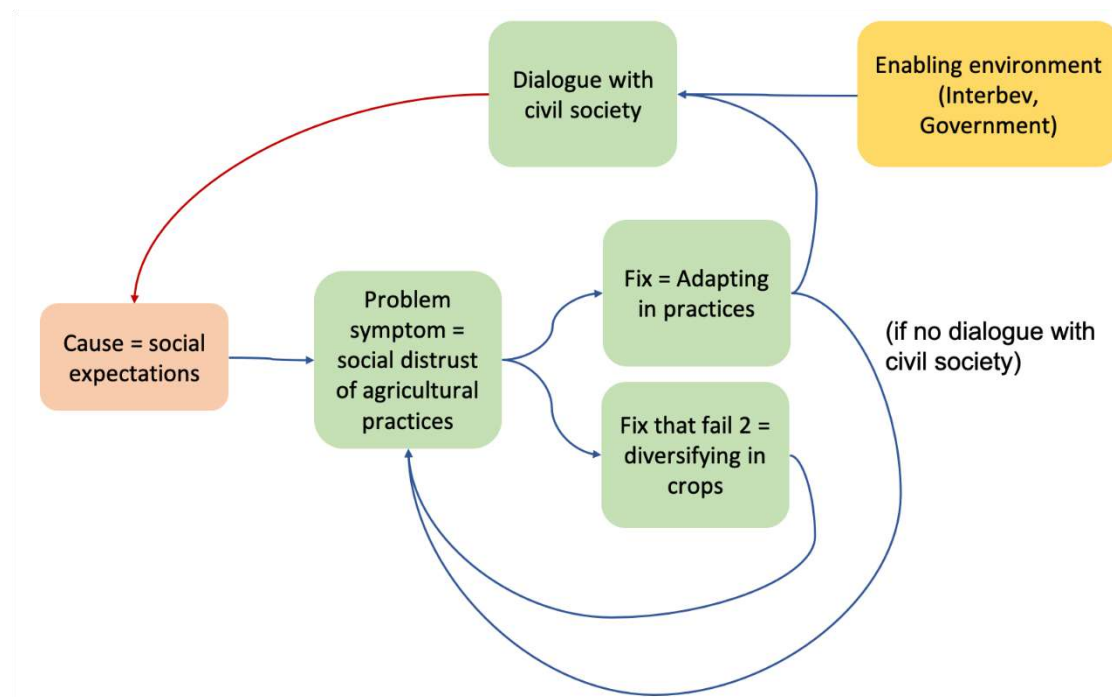 Dialogue with
civil society
Enabling environment
(Interbev,
Government)
Cause = social
expectations
Problem
symptom =
social distrust
of agricultural
practices
Fix = Adapting
in practices
(if no dialogue with
civil society)
Fix that fail 2 =
diversifying in
crops